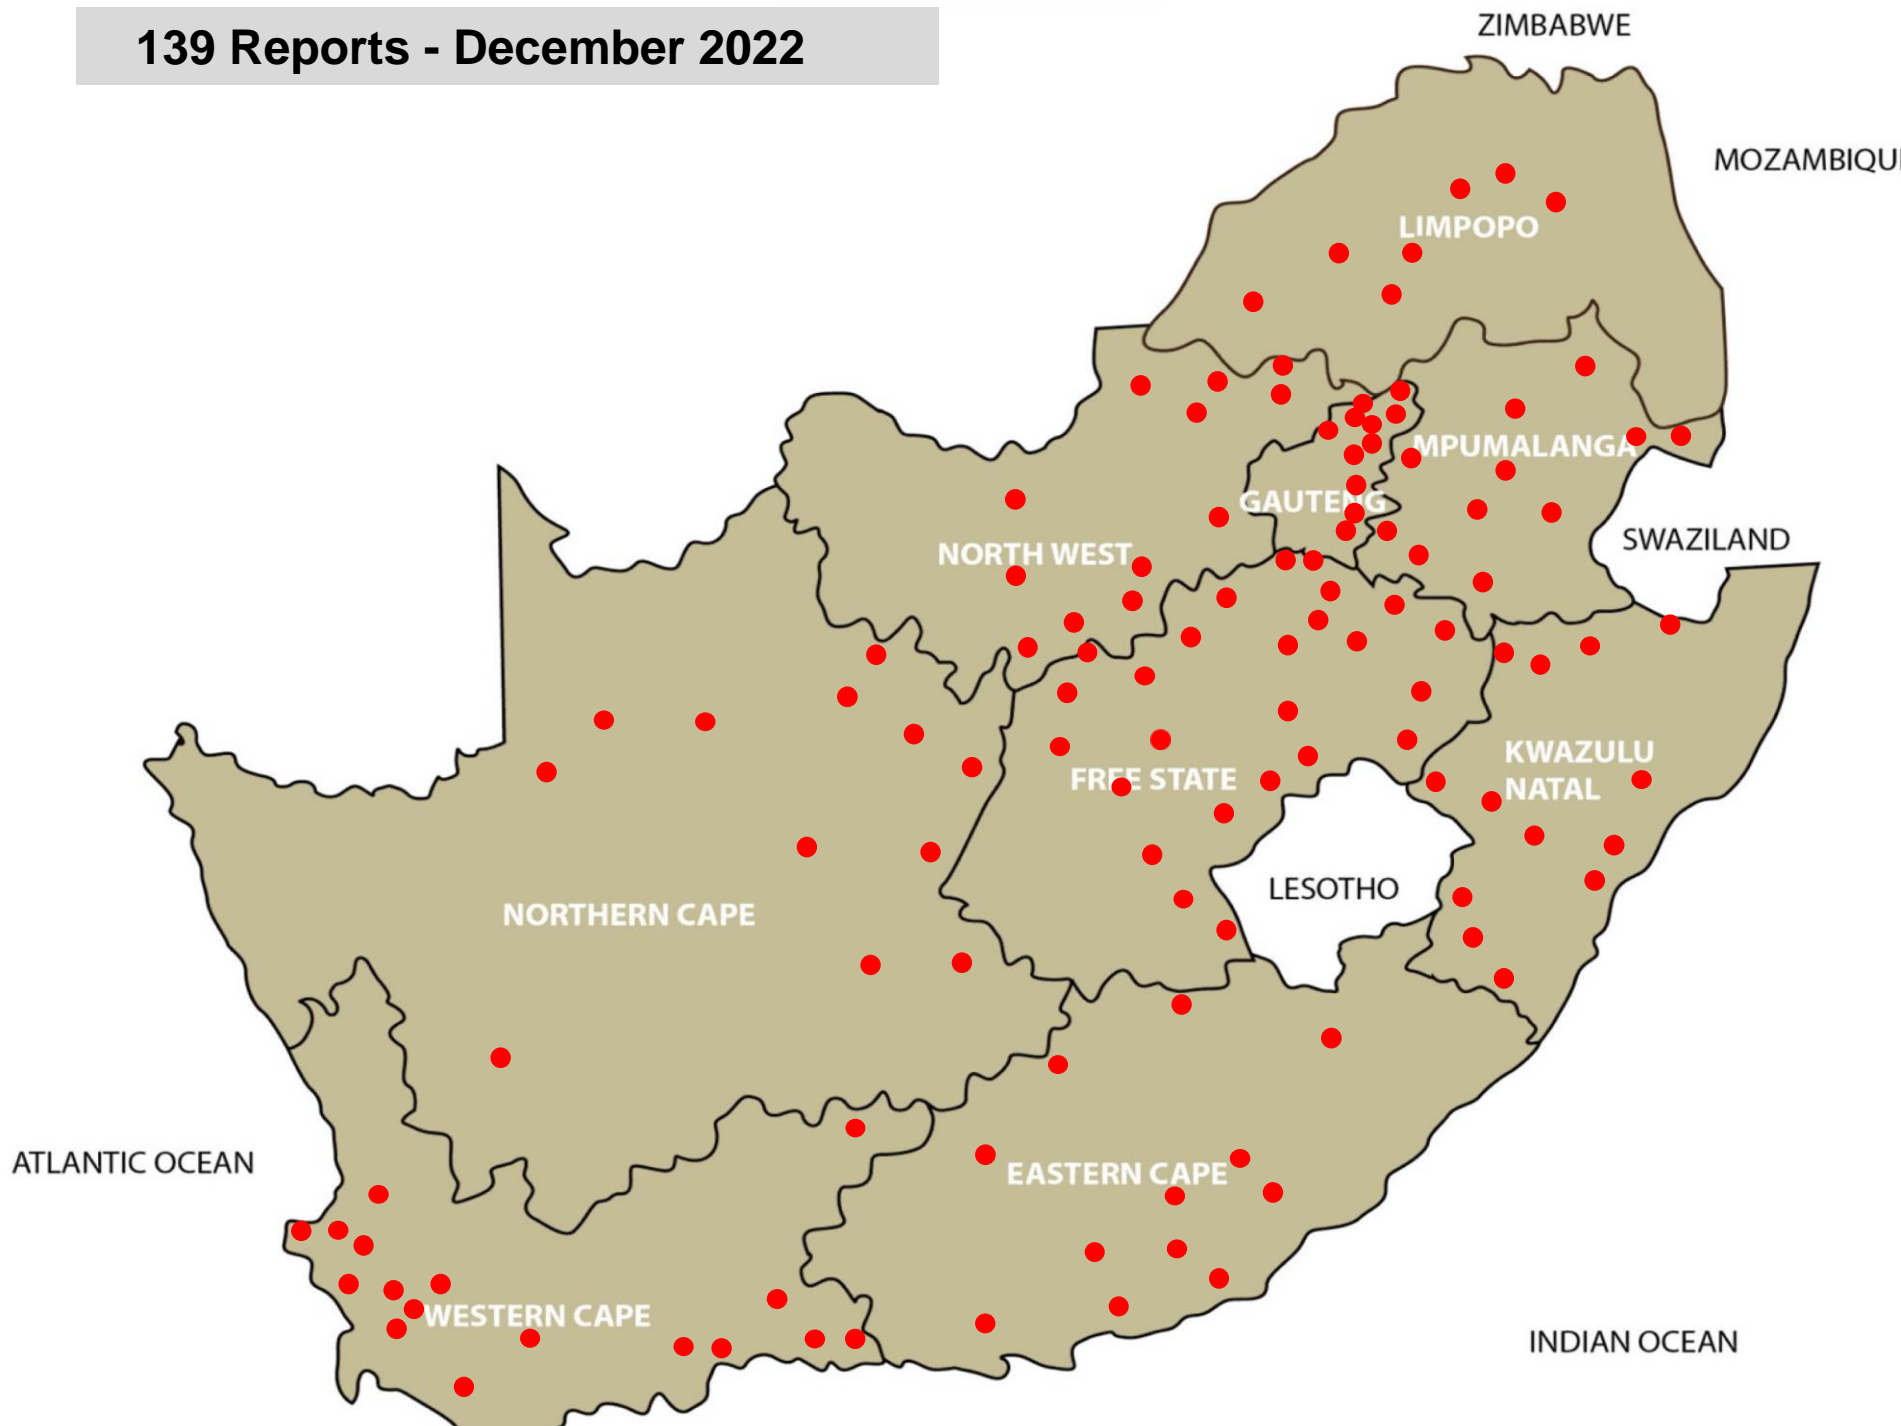 139 Reports - December 2022
ZIMBABWE
MOZAMBIQU
LIMPOPO
MPUMALANGA
GAUTENG
SWAZILAND
NORTH WEST
KWAZULU
NATAL
FREE STATE
LESOTHO
NORTHERN CAPE
ATLANTIC OCEAN
EASTERN CAPE
WESTERN CAPE
INDIAN OCEAN